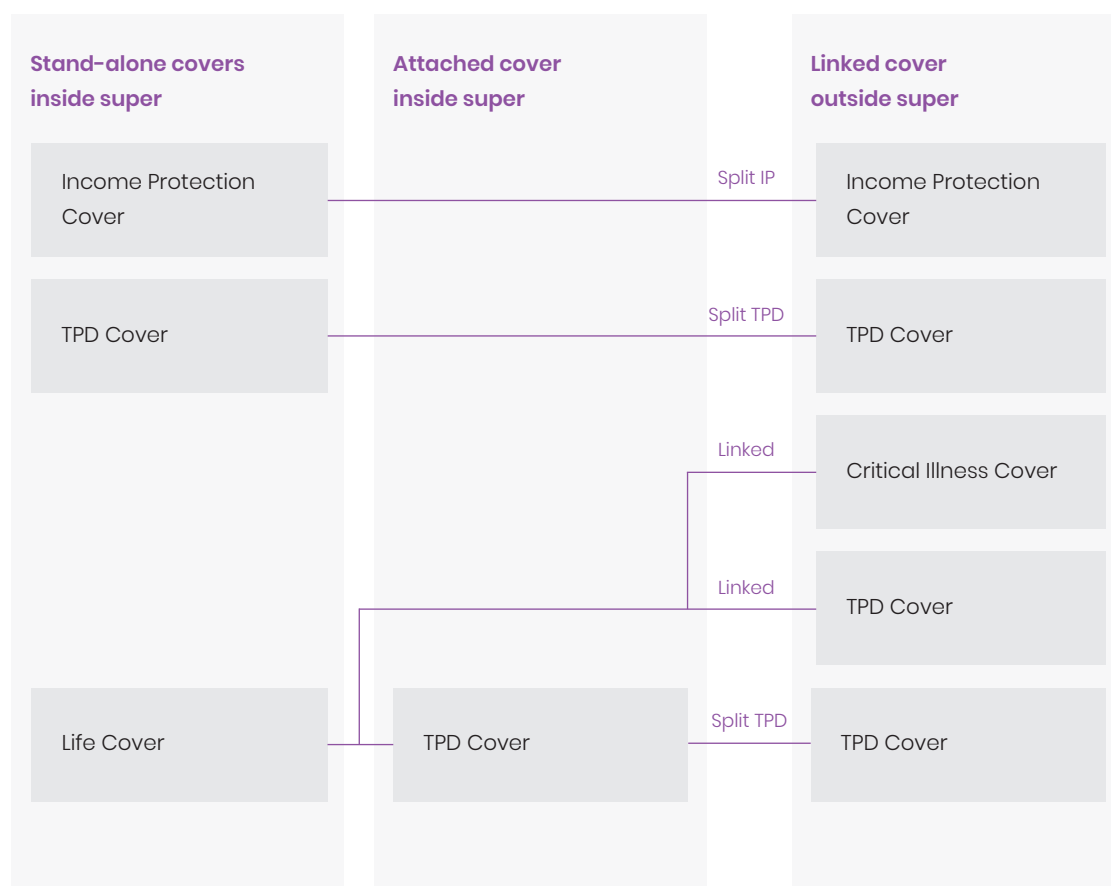 Stand-alone covers
inside super
Attached cover
inside super
Linked cover
outside super
Income Protection
Cover
Split IP
Income Protection
Cover
TPD Cover
Split TPD
TPD Cover
Linked
Critical Illness Cover
Linked
TPD Cover
Life Cover
TPD Cover
Split TPD
TPD Cover